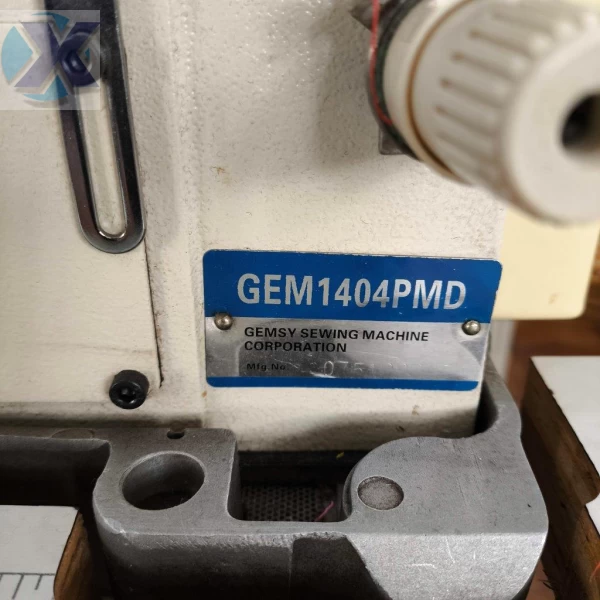 GEM1404PMD
GEMSY SEWING MACHINE
CORPORATION
Mfg.No
X